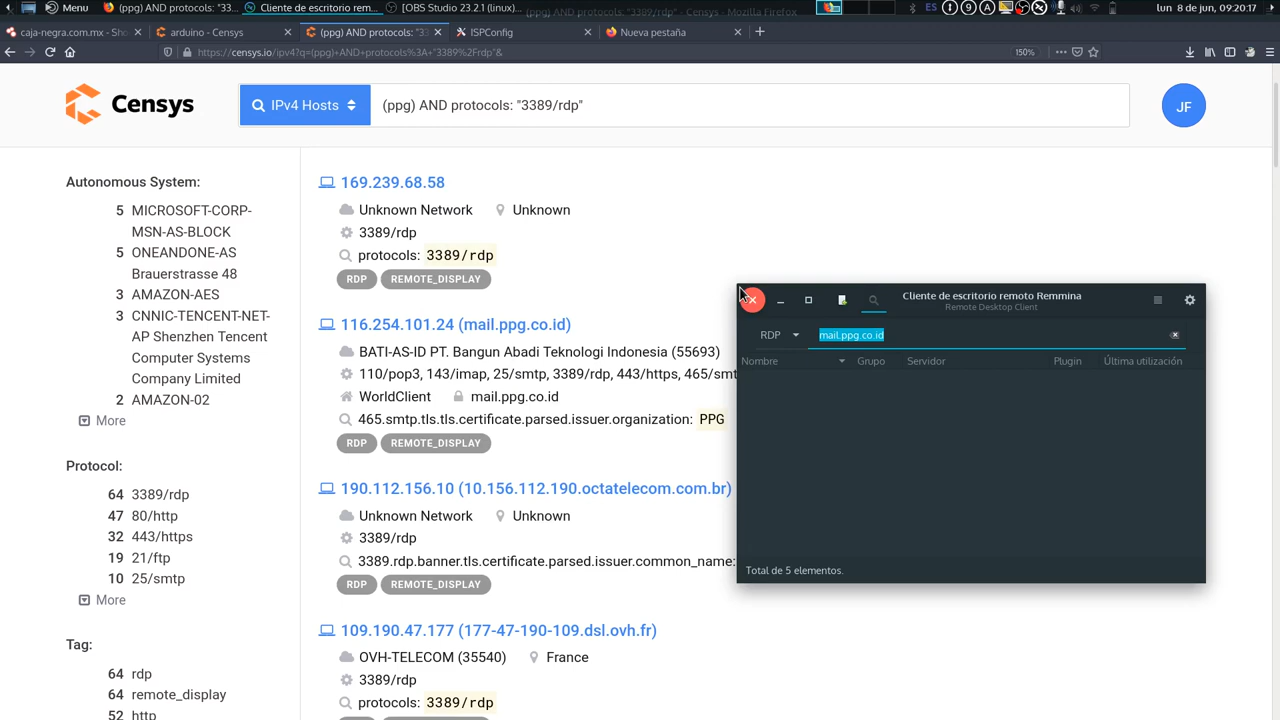 Menu
(ppg) AND protocols: "33...
Cliente de escritorio rem...
[OBS Studio 23.2.1 (linux)...
(ppg) AND protocols: "3389/rdp" - Censys - Mozilla Firefox
ES
lun 8 de jun, 09:20:17
caja-negra.com.mx - Sho
arduino - Censys
(ppg) AND protocols: "33
ISPConfig
Nueva pestaña
https://censys.io/ipv4?q=(ppg)+AND+protocols%3A+"3389%2Frdp"&
150%
Censys
IPv4 Hosts
(ppg) AND protocols: "3389/rdp"
JF
Autonomous System:
5 MICROSOFT-CORP-
MSN-AS-BLOCK
5 ONEANDONE-AS
Brauerstrasse 48
3 AMAZON-AES
3 CNNIC-TENCENT-NET-
AP Shenzhen Tencent
Computer Systems
Company Limited
2 AMAZON-02
More
Protocol:
64 3389/rdp
47 80/http
32 443/https
19 21/ftp
10 25/smtp
More
Tag:
64 rdp
64 remote_display
52 http
169.239.68.58
Unknown Network Unknown
3389/rdp
protocols: 3389/rdp
RDP REMOTE_DISPLAY
116.254.101.24 (mail.ppg.co.id)
BATI-AS-ID PT. Bangun Abadi Teknologi Indonesia (55693)
110/pop3, 143/imap, 25/smtp, 3389/rdp, 443/https, 465/smt
WorldClient mail.ppg.co.id
465.smtp.tls.tls.certificate.parsed.issuer.organization: PPG
RDP REMOTE_DISPLAY
190.112.156.10 (10.156.112.190.octatelecom.com.br)
Unknown Network Unknown
3389/rdp
3389.rdp.banner.tls.certificate.parsed.issuer.common_name:
RDP REMOTE_DISPLAY
109.190.47.177 (177-47-190-109.dsl.ovh.fr)
OVH-TELECOM (35540) France
3389/rdp
protocols: 3389/rdp
Cliente de escritorio remoto Remmina
Remote Desktop Client
RDP mail.ppg.co.id
Nombre Grupo Servidor Plugin Última utilización
Total de 5 elementos.